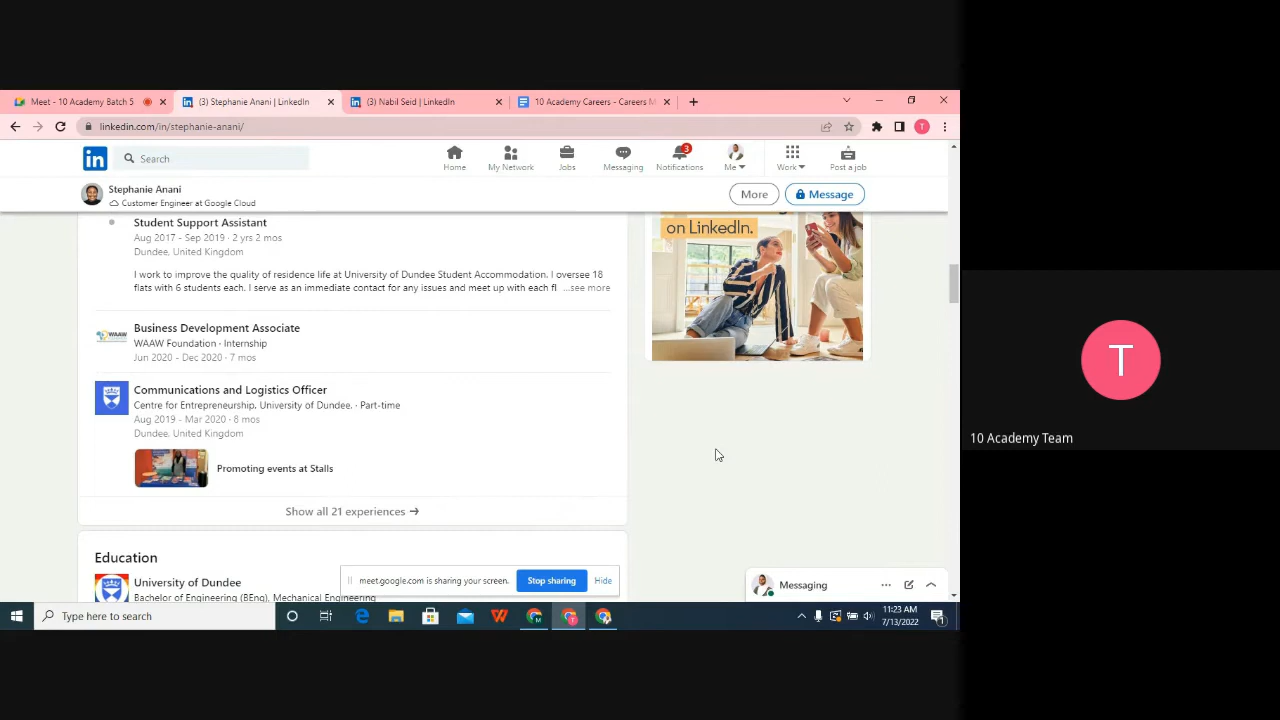 Meet - 10 Academy Batch 5
(3) Stephanie Anani | LinkedIn
(3) Nabil Seid | LinkedIn
10 Academy Careers - Careers M
linkedin.com/in/stephanie-anani/
in
Search
Home
My Network
Jobs
Messaging
3
Notifications
Me
Work
Post a job
Stephanie Anani
Customer Engineer at Google Cloud
More
Message
Student Support Assistant
Aug 2017 - Sep 2019 · 2 yrs 2 mos
Dundee, United Kingdom
I work to improve the quality of residence life at University of Dundee Student Accommodation. I oversee 18
flats with 6 students each. I serve as an immediate contact for any issues and meet up with each fl ...see more
on LinkedIn.
WAAW
Business Development Associate
WAAW Foundation · Internship
Jun 2020 - Dec 2020 · 7 mos
Communications and Logistics Officer
Centre for Entrepreneurship, University of Dundee. · Part-time
Aug 2019 - Mar 2020 · 8 mos
Dundee, United Kingdom
Promoting events at Stalls
Show all 21 experiences
Education
University of Dundee
Bachelor of Engineering (BEng), Mechanical Engineering
meet.google.com is sharing your screen.
Stop sharing
Hide
Messaging
Type here to search
11:23 AM
7/13/2022
1
T
10 Academy Team